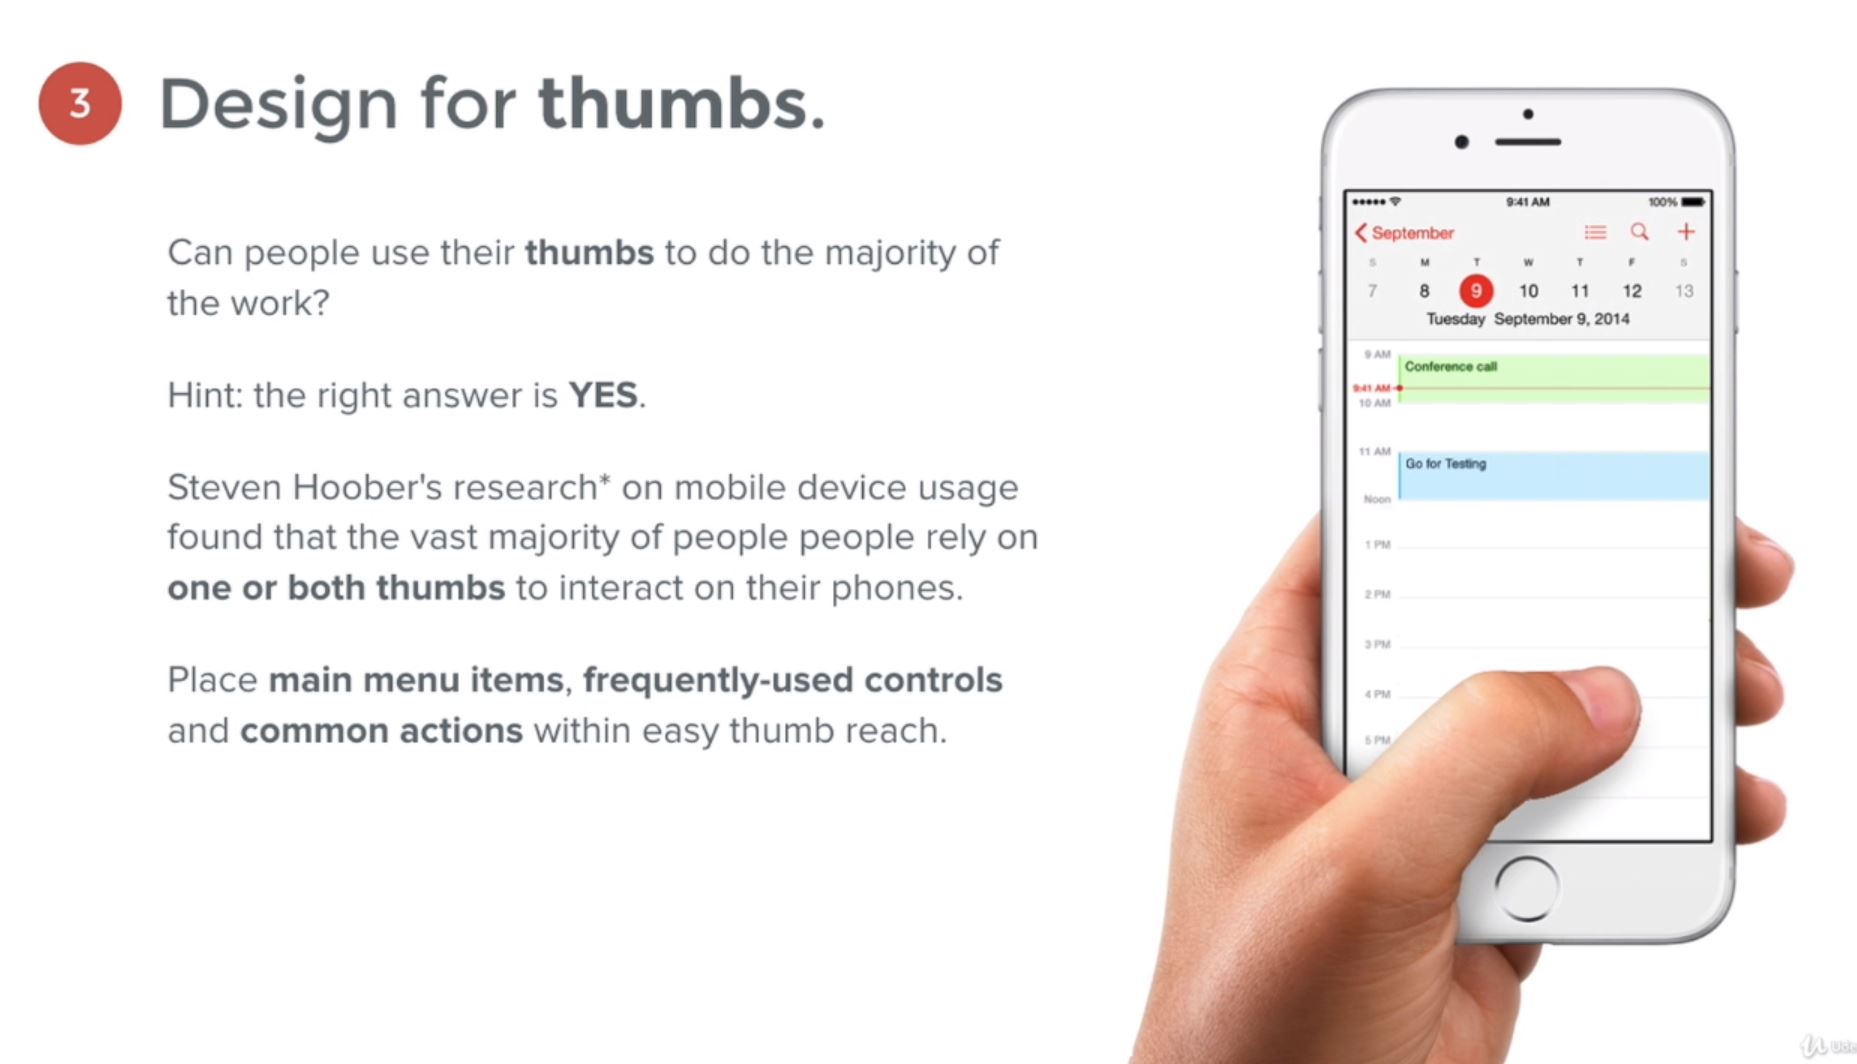 3
Design for thumbs.
Can people use their thumbs to do the majority of
the work?
Hint: the right answer is YES.
Steven Hoober's research* on mobile device usage
found that the vast majority of people people rely on
one or both thumbs to interact on their phones.
Place main menu items, frequently-used controls
and common actions within easy thumb reach.
9:41 AM 100%
September
S M T W T F S
7 8 9 10 11 12 13
Tuesday September 9, 2014
9 AM
Conference call
9:41 AM
10 AM
11 AM
Go for Testing
Noon
1 PM
2 PM
3 PM
4 PM
5 PM